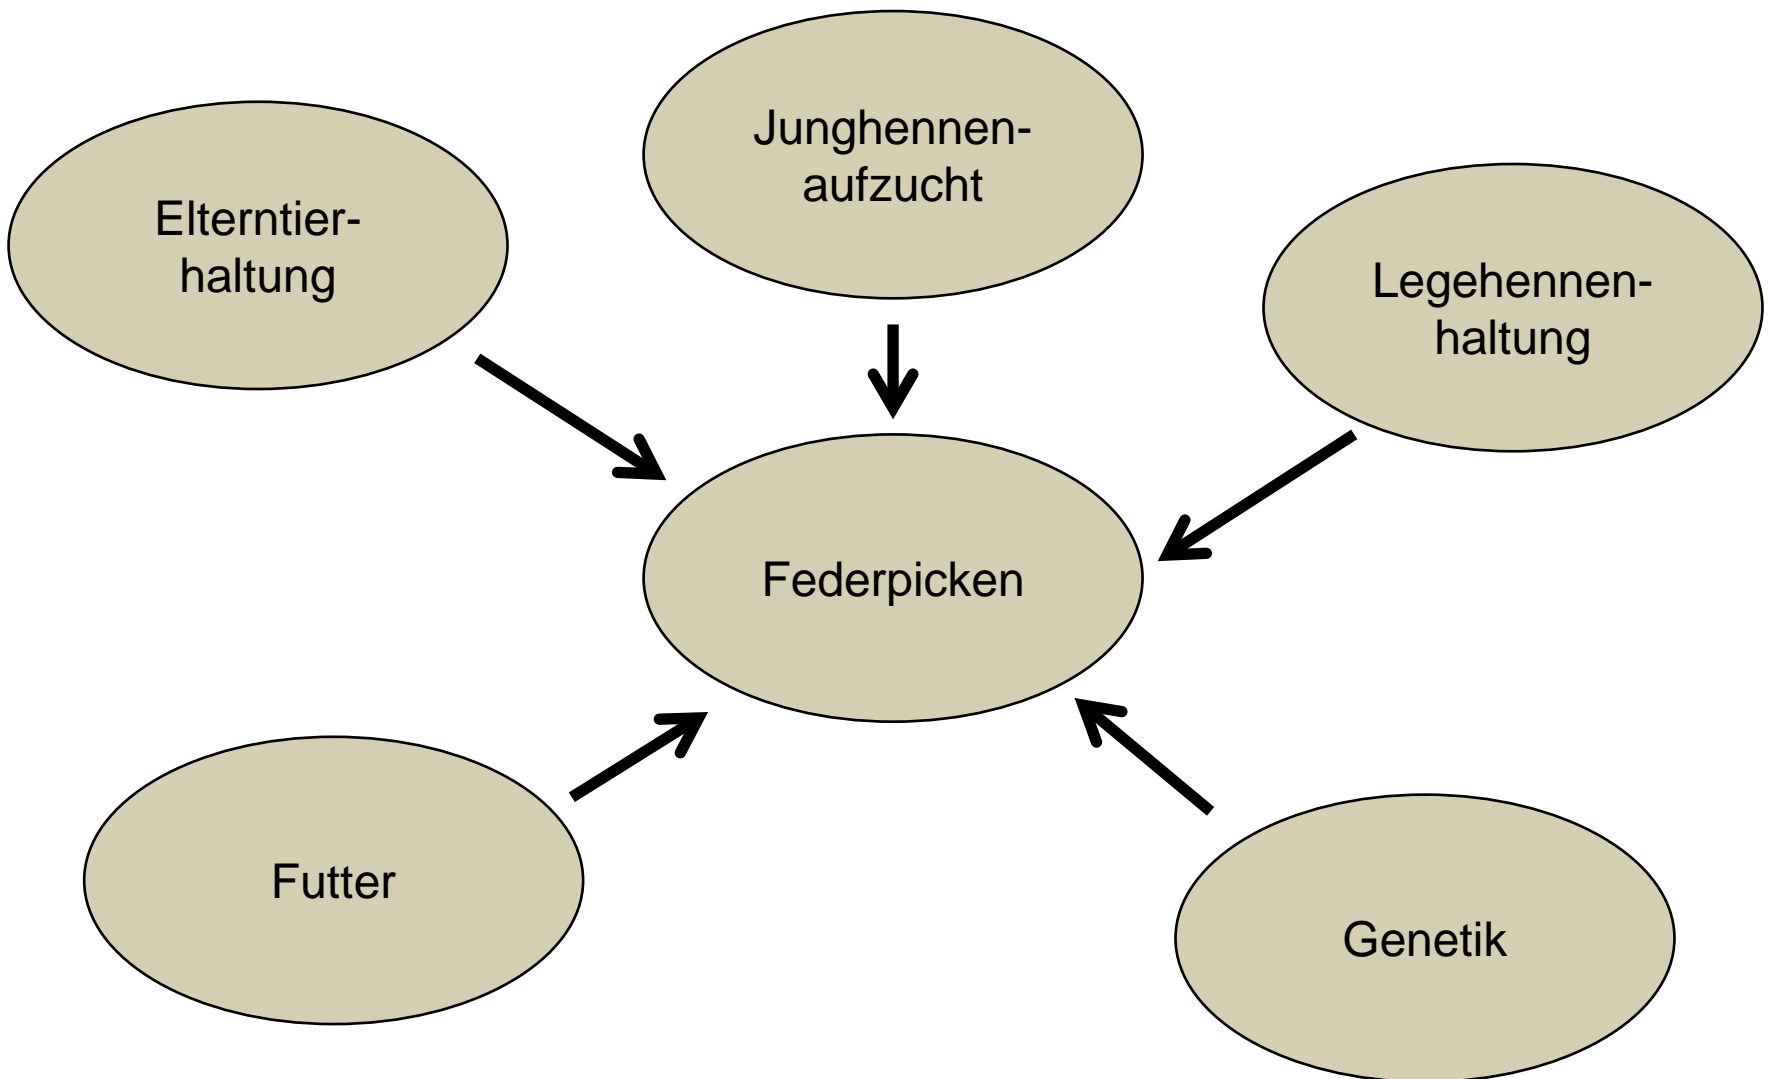 Junghennen-
aufzucht
Elterntier-
haltung
Legehennen-
haltung
Federpicken
Futter
Genetik